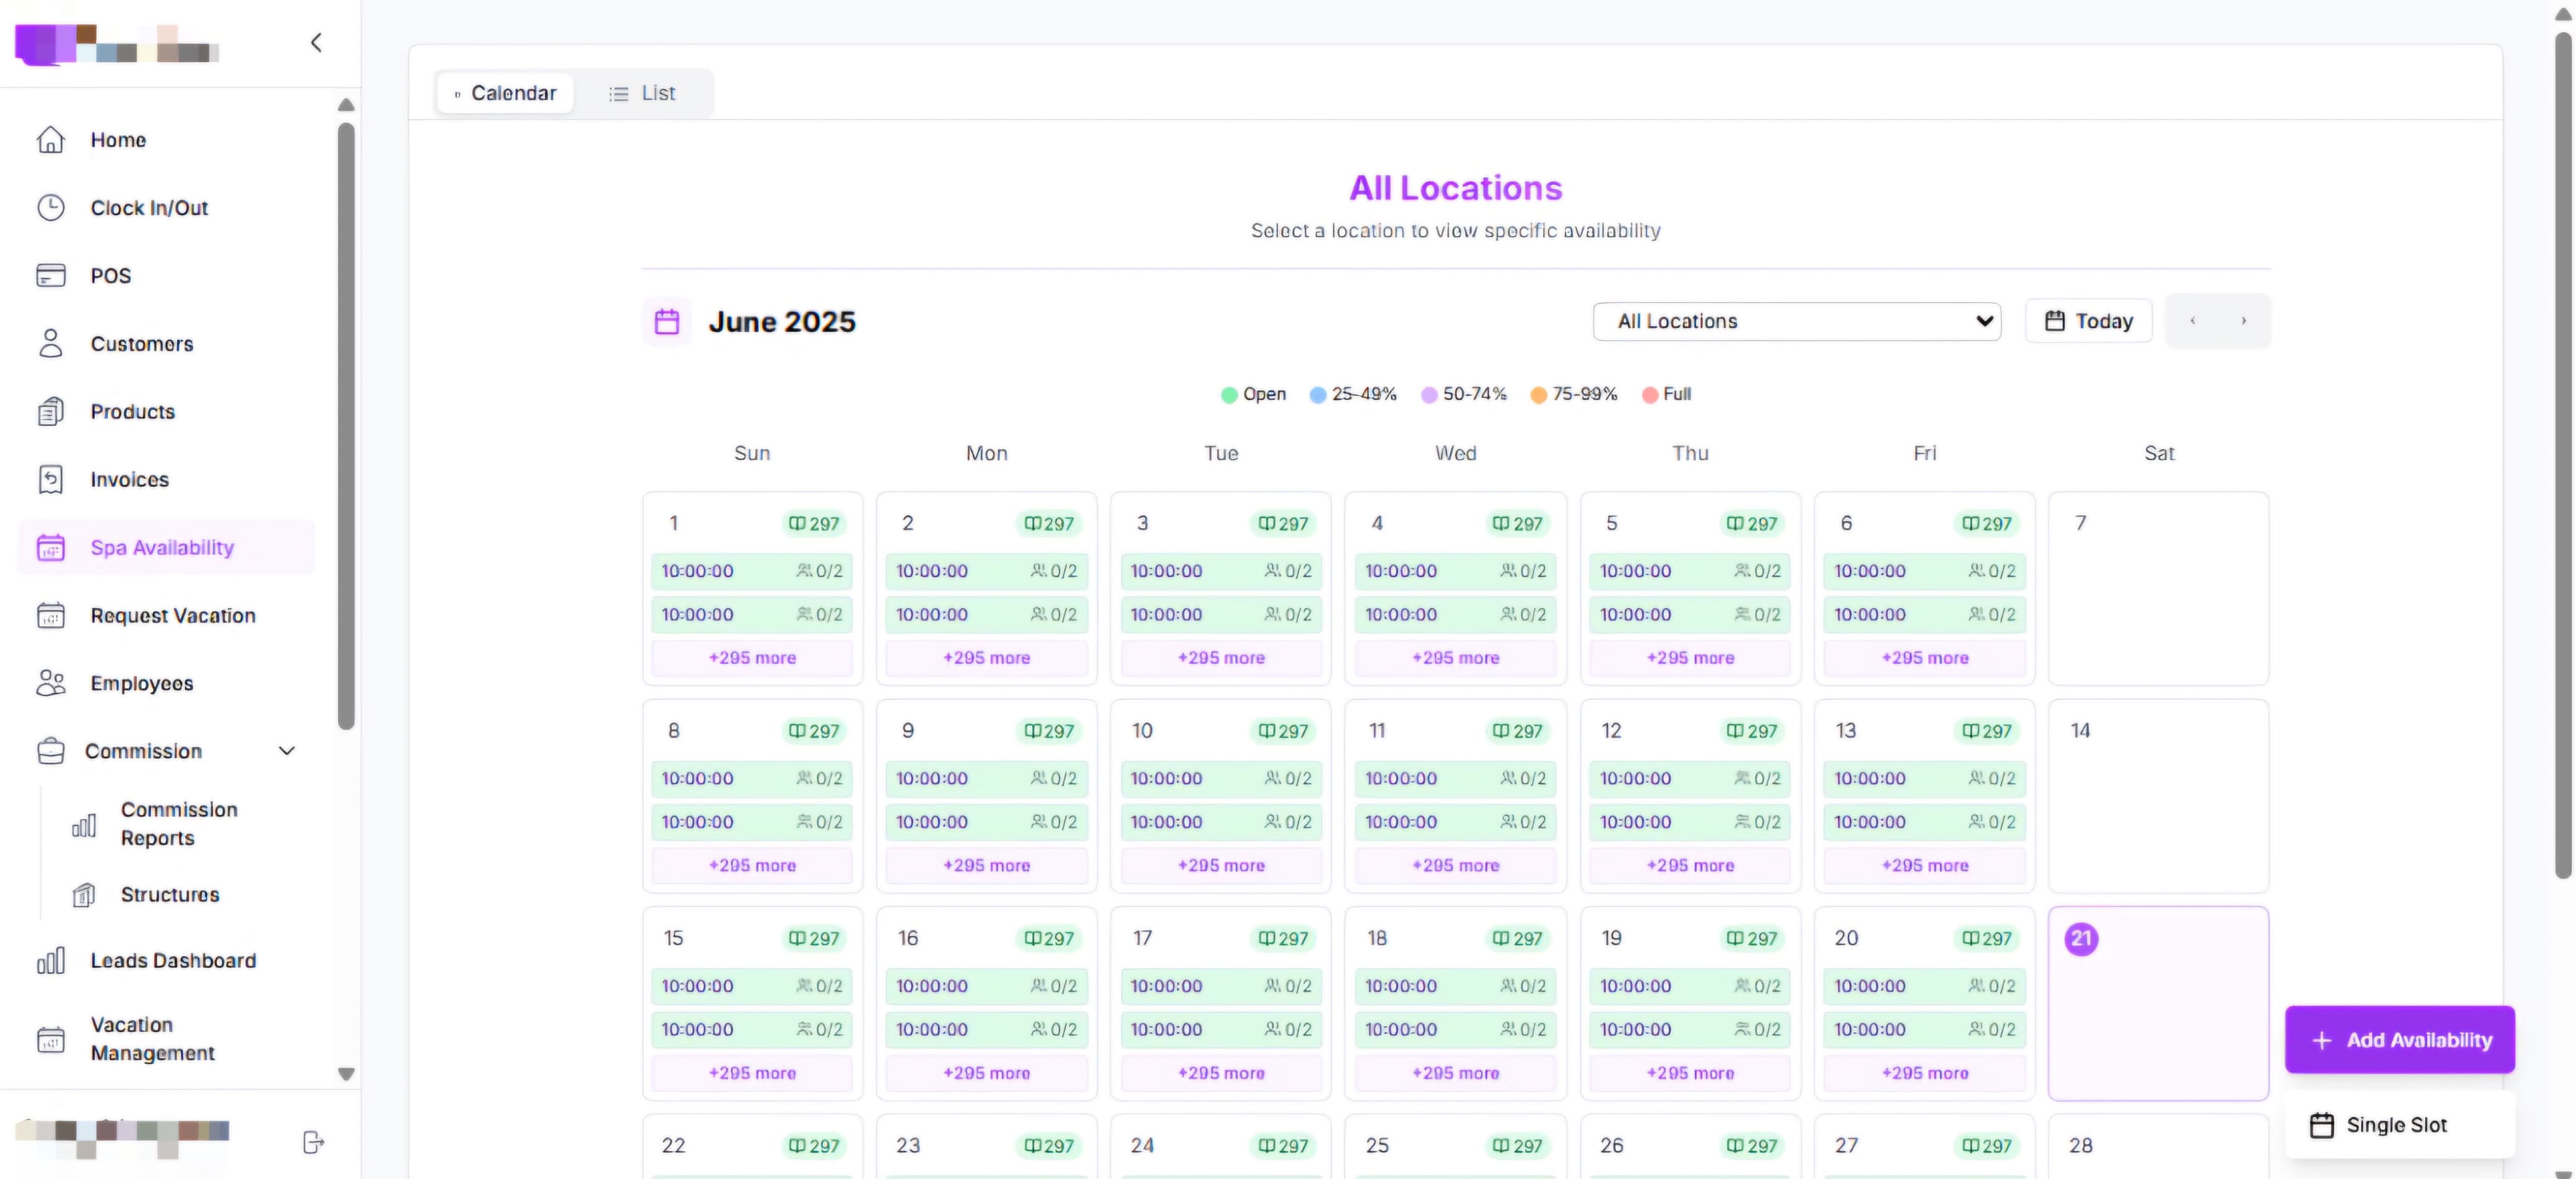 Home
Clock In/Out
POS
Customers
Products
Invoices
Spa Availability
Request Vacation
Employees
Commission
Commission
Reports
Structures
Leads Dashboard
Vacation
Management
Calendar
List
All Locations
Select a location to view specific availability
June 2025
All Locations
Today
Open 25-49% 50-74% 75-99% Full
Sun Mon Tue Wed Thu Fri Sat
1 297 2 297 3 297 4 297 5 297 6 297 7
10:00:00 0/2 10:00:00 0/2 10:00:00 0/2 10:00:00 0/2 10:00:00 0/2 10:00:00 0/2
10:00:00 0/2 10:00:00 0/2 10:00:00 0/2 10:00:00 0/2 10:00:00 0/2 10:00:00 0/2
+295 more +295 more +295 more +295 more +295 more +295 more
8 297 9 297 10 297 11 297 12 297 13 297 14
10:00:00 0/2 10:00:00 0/2 10:00:00 0/2 10:00:00 0/2 10:00:00 0/2 10:00:00 0/2
10:00:00 0/2 10:00:00 0/2 10:00:00 0/2 10:00:00 0/2 10:00:00 0/2 10:00:00 0/2
+295 more +295 more +295 more +295 more +295 more +295 more
15 297 16 297 17 297 18 297 19 297 20 297 21
10:00:00 0/2 10:00:00 0/2 10:00:00 0/2 10:00:00 0/2 10:00:00 0/2 10:00:00 0/2
10:00:00 0/2 10:00:00 0/2 10:00:00 0/2 10:00:00 0/2 10:00:00 0/2 10:00:00 0/2
+295 more +295 more +295 more +295 more +295 more +295 more
22 297 23 297 24 297 25 297 26 297 27 297 28
+ Add Availability
Single Slot